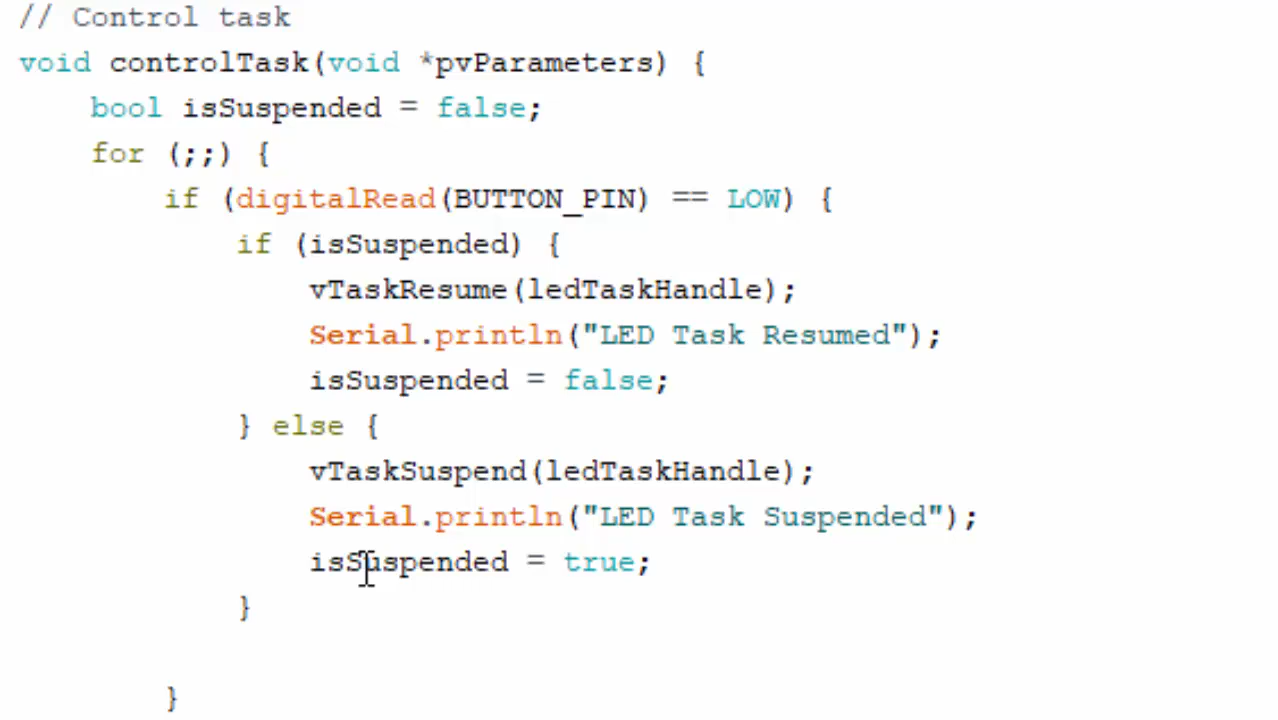 // Control task
void controlTask(void *pvParameters) {
    bool isSuspended = false;
    for (;;) {
        if (digitalRead(BUTTON_PIN) == LOW) {
            if (isSuspended) {
                vTaskResume(ledTaskHandle);
                Serial.println("LED Task Resumed");
                isSuspended = false;
            } else {
                vTaskSuspend(ledTaskHandle);
                Serial.println("LED Task Suspended");
                isSuspended = true;
            }
        }